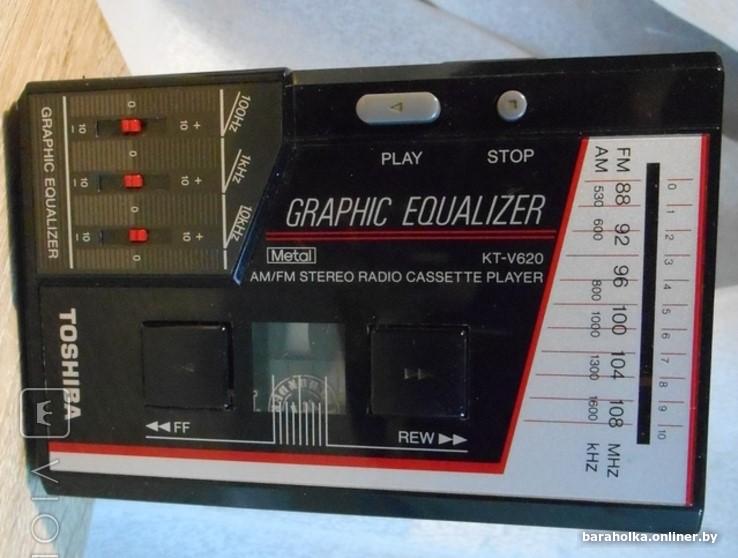 GRAPHIC EQUALIZER
100Hz
1kHz
10kHz
- 10 0 10 +
- 10 0 10 +
- 10 0 10 +
PLAY
STOP
GRAPHIC EQUALIZER
Metal
KT-V620
AM/FM STEREO RADIO CASSETTE PLAYER
TOSHIBA
◀◀ FF
REW ▶▶
FM 88 92 96 100 104 108 MHz
AM 530 600 800 1000 1300 1600 kHz
0 1 2 3 4 5 6 7 8 9 10
baraholka.onliner.by